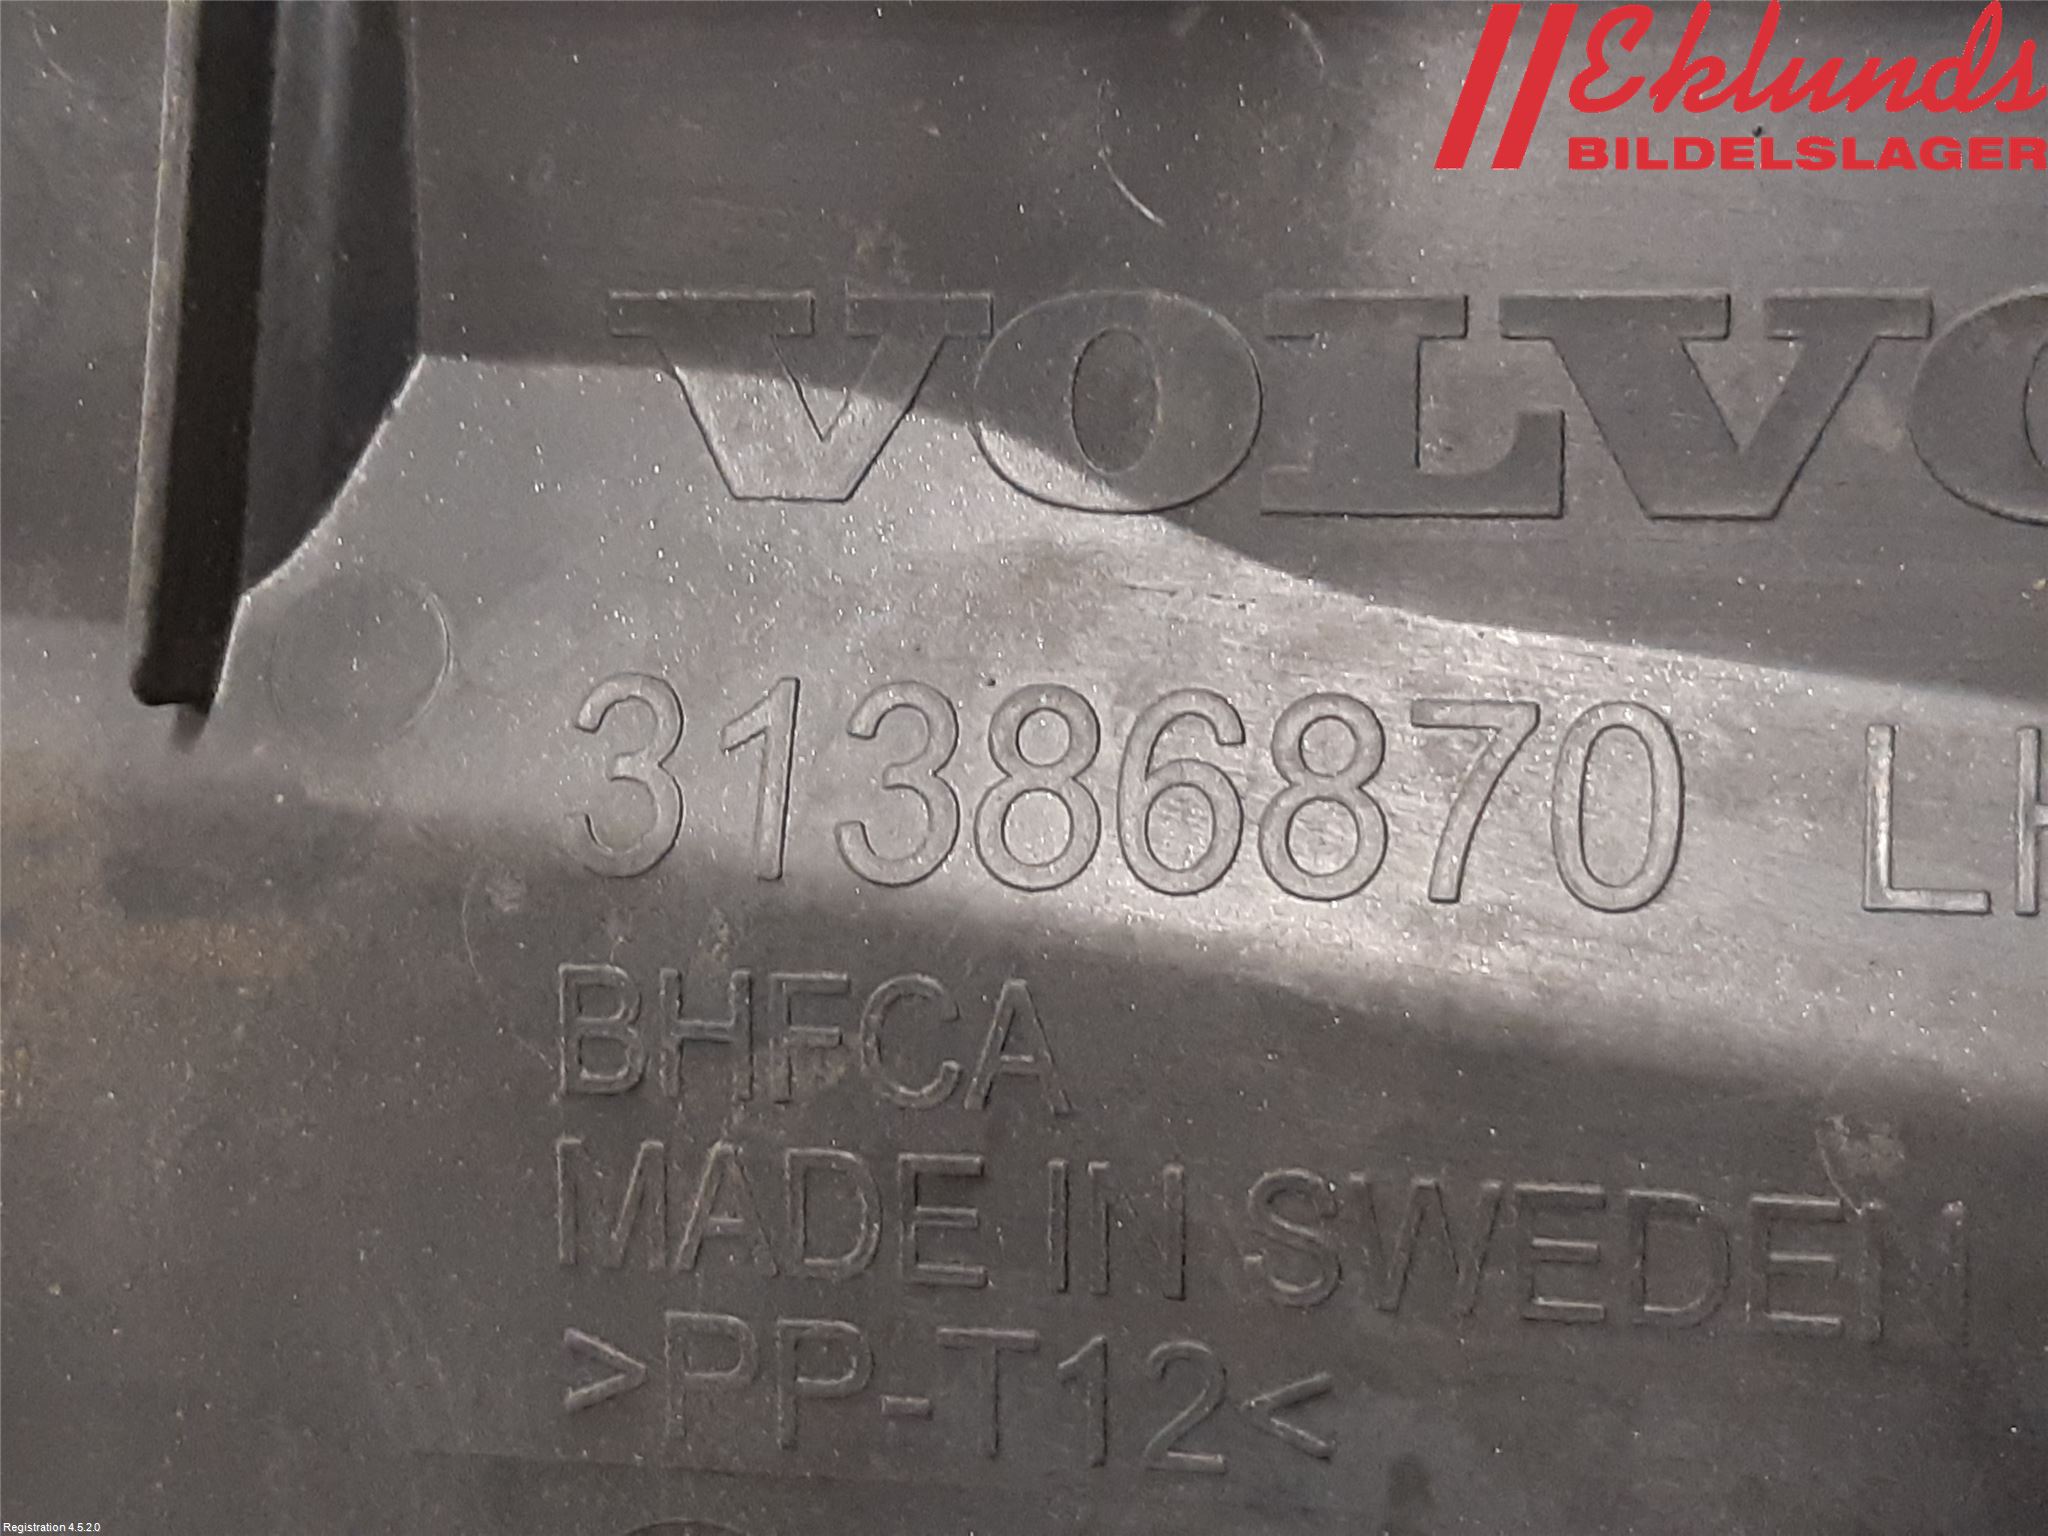 Eklunds
BILDELSLAGER
VOLVO
31386870 LH
BHFCA
MADE IN SWEDEN
>PP-T12<
Registration 4.5.2.0